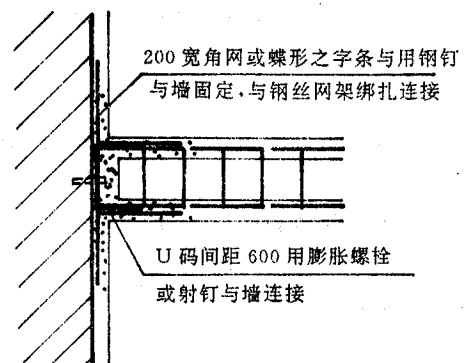 200宽角网或蝶形之字条与用钢钉
与墙固定,与钢丝网架绑扎连接
U码间距600用膨胀螺栓
或射钉与墙连接